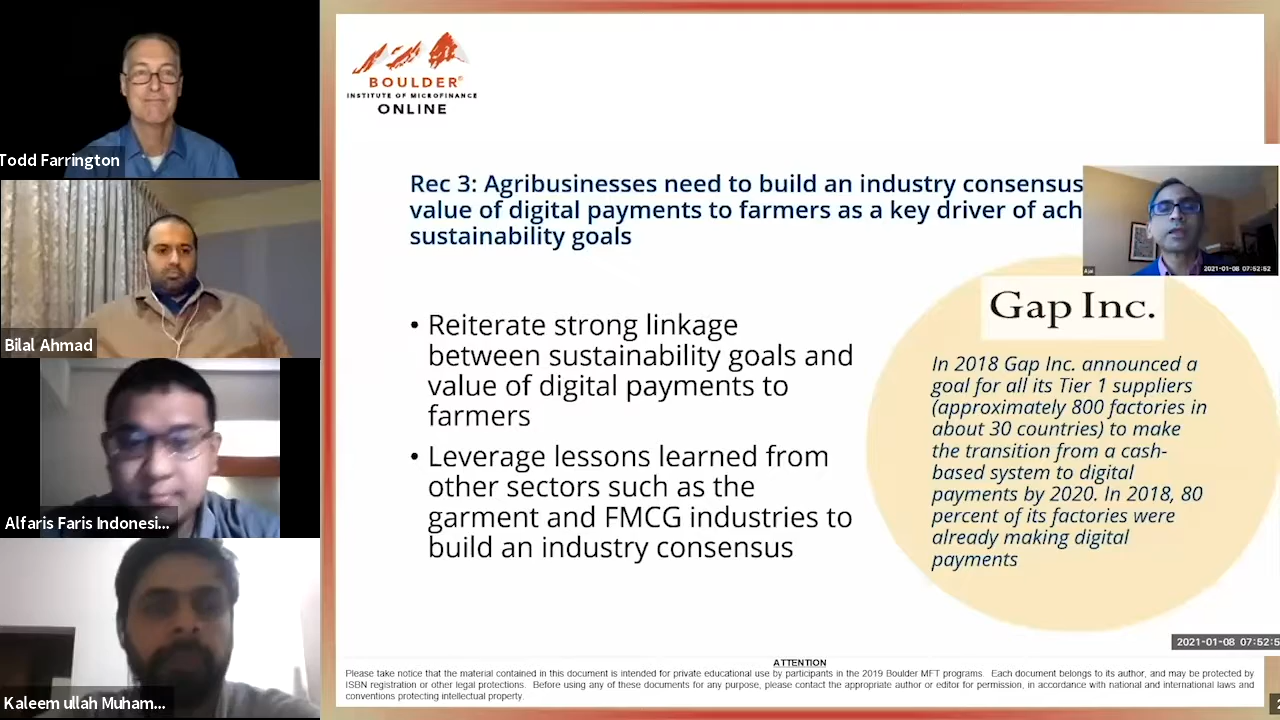 Todd Farrington
Bilal Ahmad
Alfaris Faris Indonesi...
Kaleem ullah Muham...
BOULDER®
INSTITUTE OF MICROFINANCE
ONLINE
Rec 3: Agribusinesses need to build an industry consensus
value of digital payments to farmers as a key driver of ach
sustainability goals
2021-01-08 07:52:52
• Reiterate strong linkage
between sustainability goals and
value of digital payments to
farmers
• Leverage lessons learned from
other sectors such as the
garment and FMCG industries to
build an industry consensus
Gap Inc.
In 2018 Gap Inc. announced a
goal for all its Tier 1 suppliers
(approximately 800 factories in
about 30 countries) to make
the transition from a cash-
based system to digital
payments by 2020. In 2018, 80
percent of its factories were
already making digital
payments
2021-01-08 07:52:5
ATTENTION
Please take notice that the material contained in this document is intended for private educational use by participants in the 2019 Boulder MFT programs. Each document belongs to its author, and may be protected by
ISBN registration or other legal protections. Before using any of these documents for any purpose, please contact the appropriate author or editor for permission, in accordance with national and international laws and
conventions protecting intellectual property.